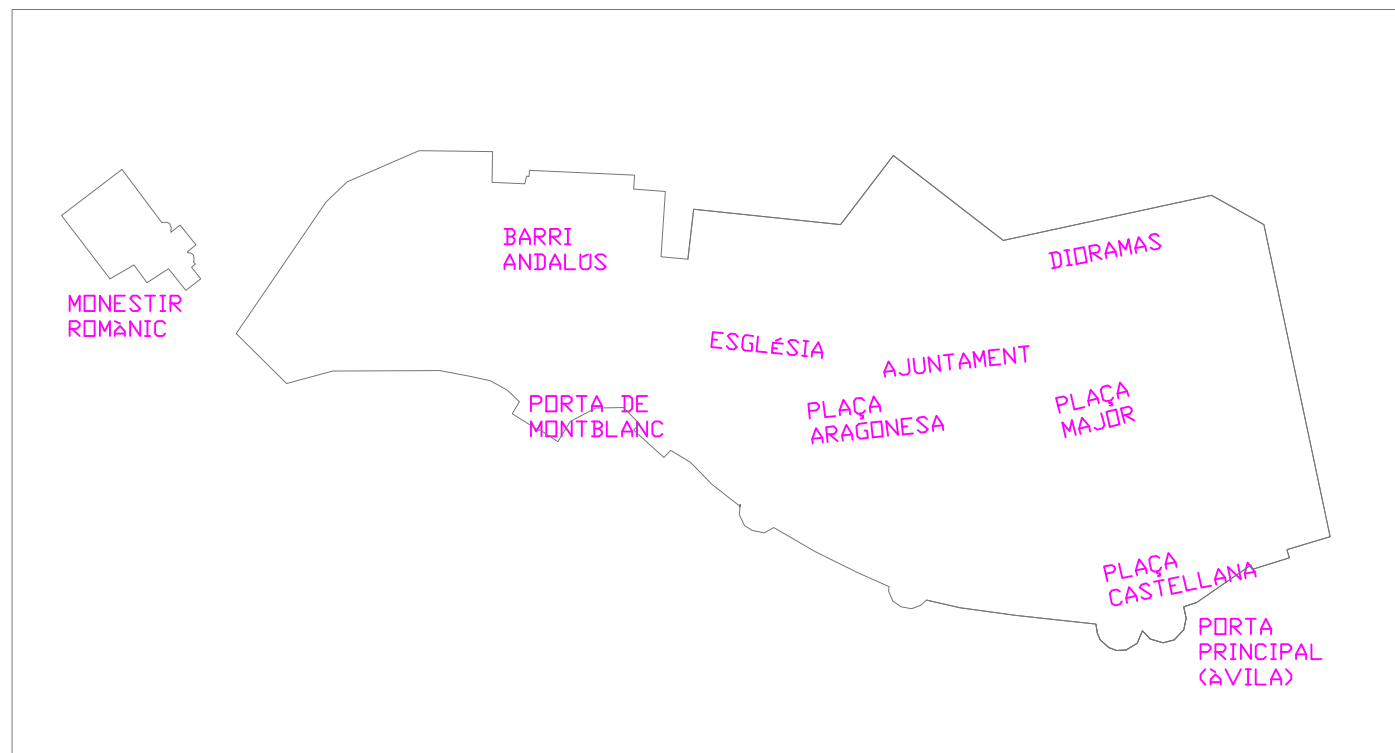 BARRI
ANDALÚS
DIORAMAS
MONESTIR
ROMÀNIC
ESGLÉSIA
AJUNTAMENT
PORTA DE
MONTBLANC
PLAÇA
ARAGONESA
PLAÇA
MAJOR
PLAÇA
CASTELLANA
PORTA
PRINCIPAL
(ÀVILA)